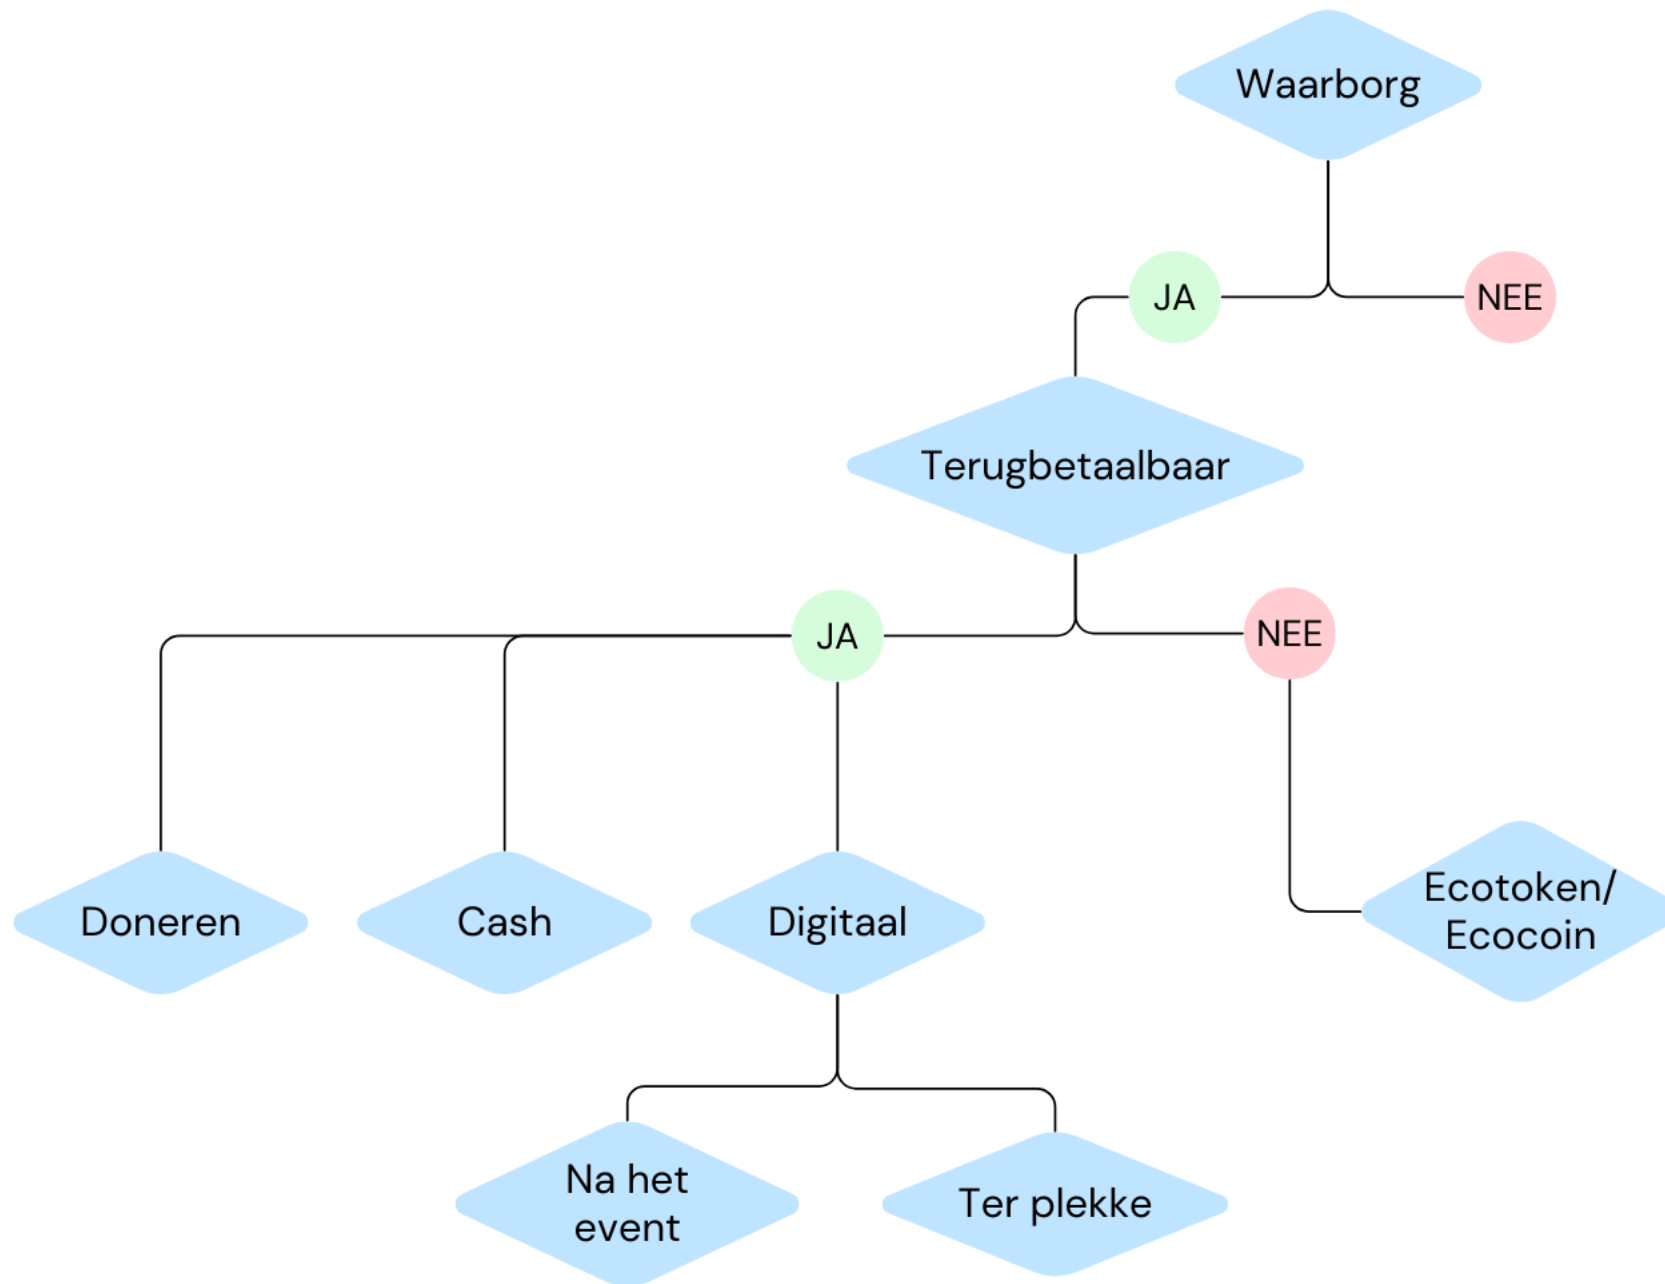 Waarborg
JA
NEE
Terugbetaalbaar
JA
NEE
Doneren
Cash
Digitaal
Ecotoken/
Ecocoin
Na het
event
Ter plekke